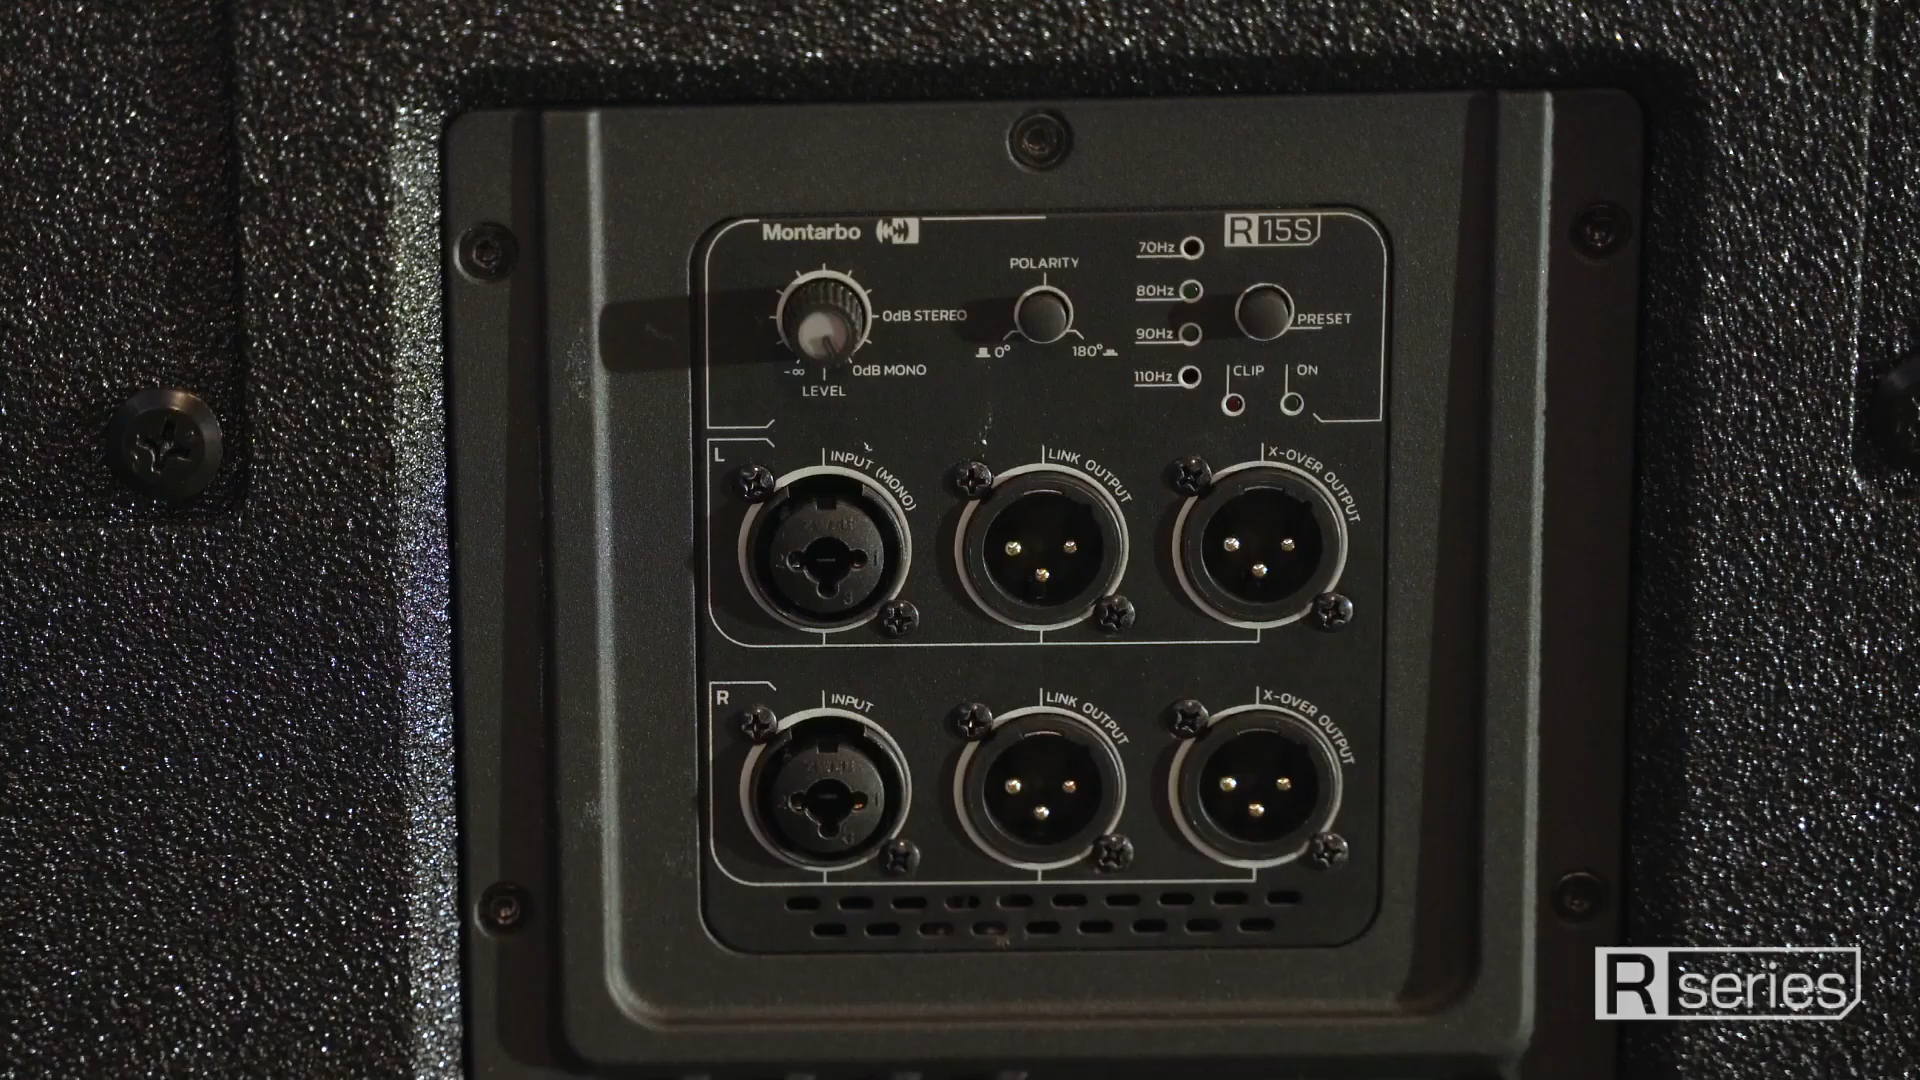 Montarbo
R 15S
70Hz
POLARITY
80Hz
0dB STEREO
PRESET
90Hz
0° 180°
-∞ 0dB MONO
110Hz
CLIP ON
LEVEL
L
INPUT (MONO)
LINK OUTPUT
X-OVER OUTPUT
R
INPUT
LINK OUTPUT
X-OVER OUTPUT
R series